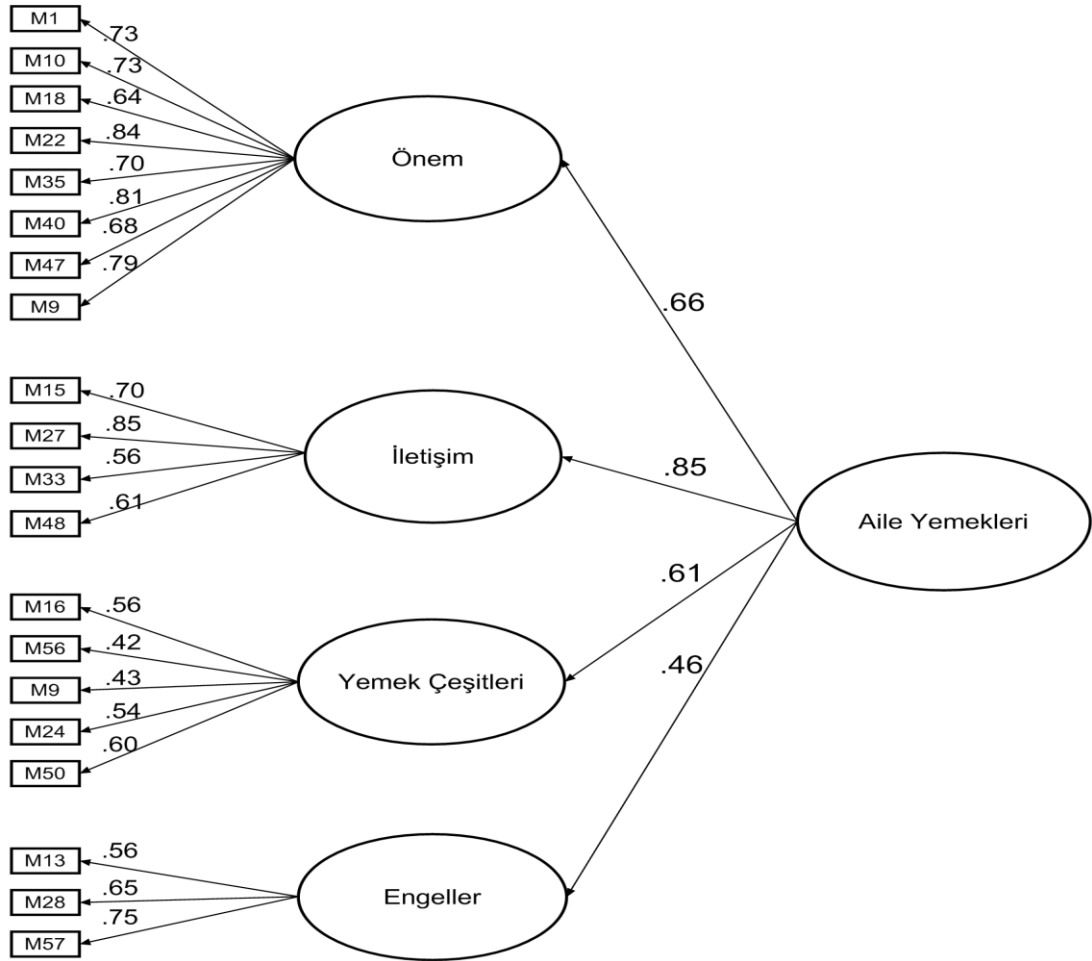 M1
.73
M10
.73
M18
.64
M22
.84
M35
.70
M40
.81
M47
.68
M9
.79
Önem
.66
M15
.70
M27
.85
M33
.56
M48
.61
İletişim
.85
Aile Yemekleri
M16
.56
M56
.42
M9
.43
M24
.54
M50
.60
Yemek Çeşitleri
.61
M13
.56
M28
.65
M57
.75
Engeller
.46